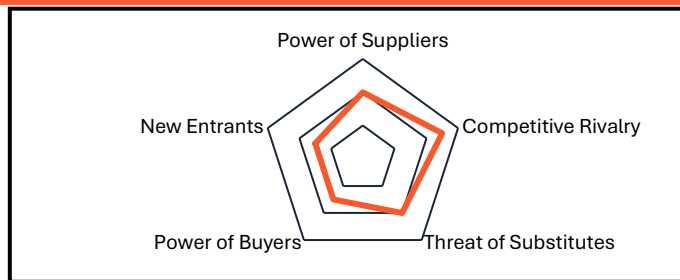 Power of Suppliers
New Entrants
Competitive Rivalry
Power of Buyers
Threat of Substitutes